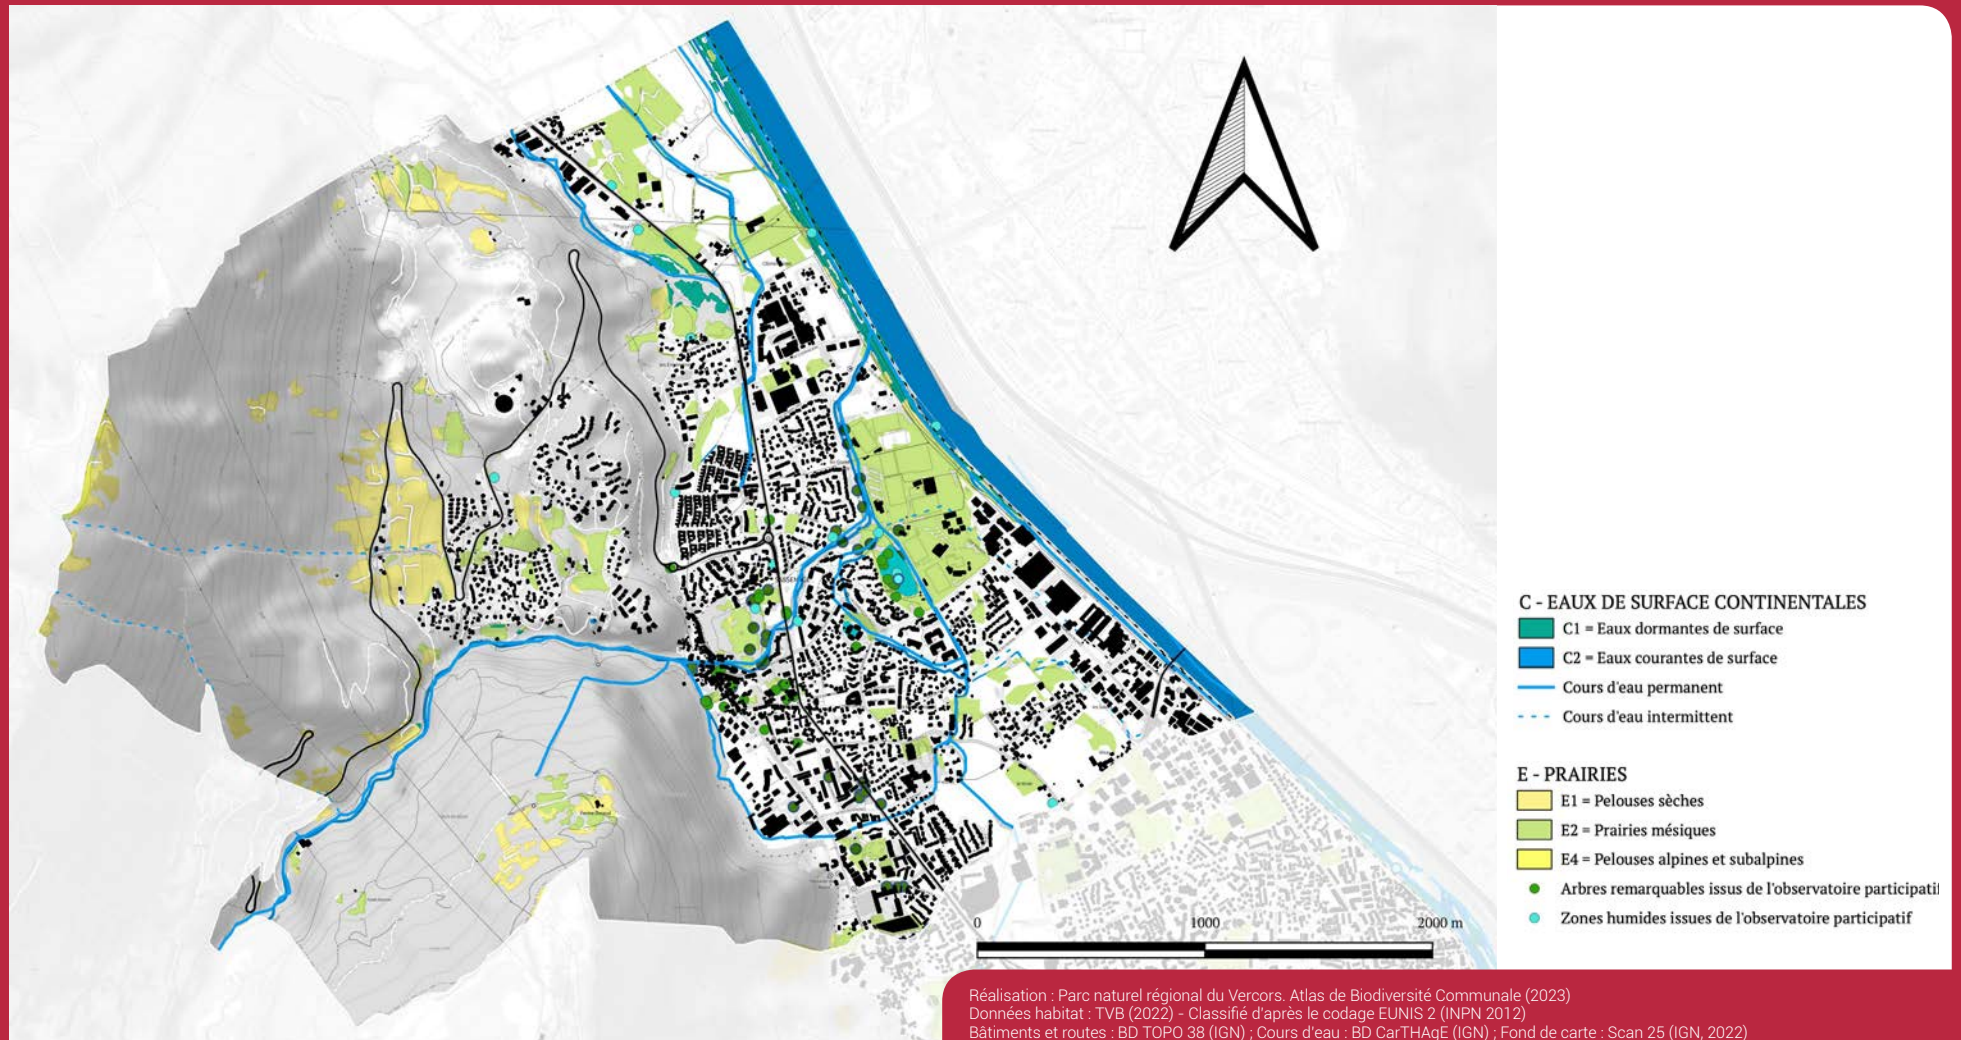 C - EAUX DE SURFACE CONTINENTALES
C1 = Eaux dormantes de surface
C2 = Eaux courantes de surface
Cours d'eau permanent
Cours d'eau intermittent
E - PRAIRIES
E1 = Pelouses sèches
E2 = Prairies mésiques
E4 = Pelouses alpines et subalpines
Arbres remarquables issus de l'observatoire participati
Zones humides issues de l'observatoire participatif
0 1000 2000 m
Réalisation : Parc naturel régional du Vercors. Atlas de Biodiversité Communale (2023)
Données habitat : TVB (2022) - Classifié d'après le codage EUNIS 2 (INPN 2012)
Bâtiments et routes : BD TOPO 38 (IGN) ; Cours d'eau : BD CarTHAgE (IGN) ; Fond de carte : Scan 25 (IGN, 2022)